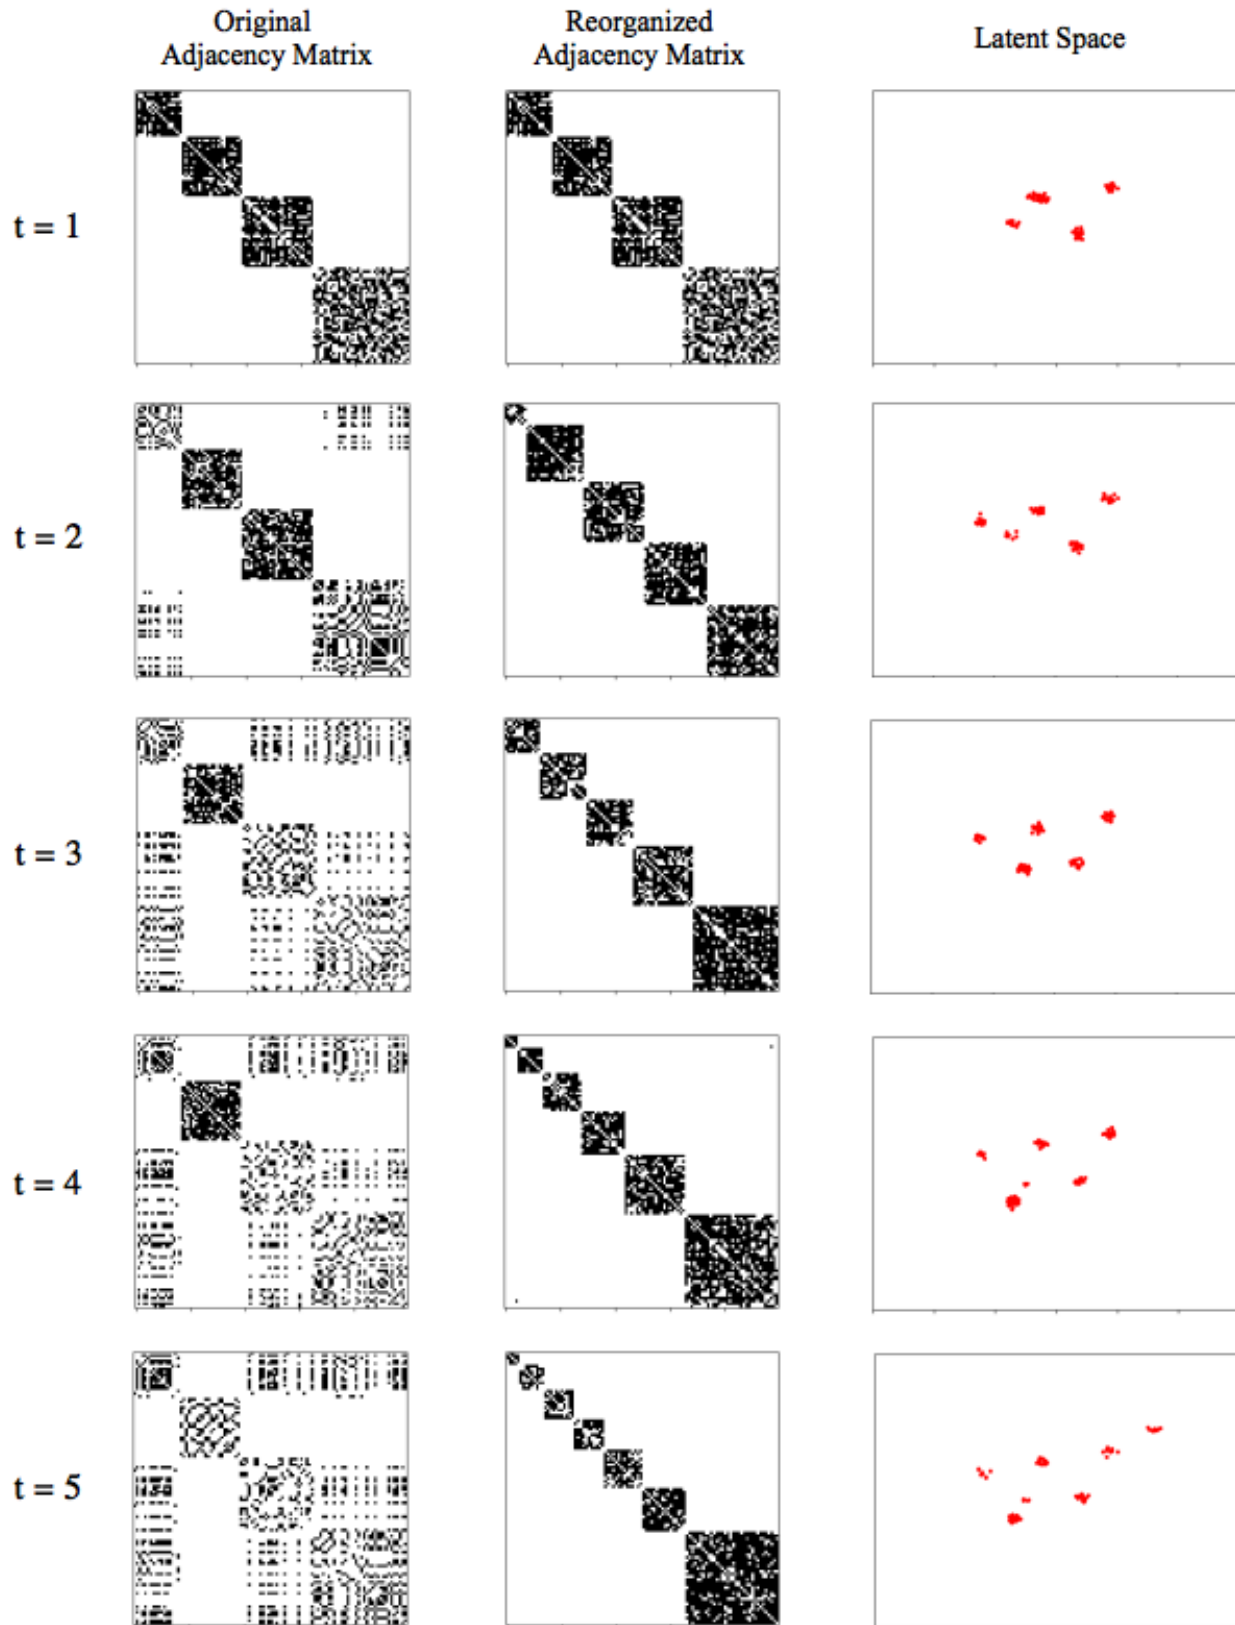 Original
Adjacency Matrix
Reorganized
Adjacency Matrix
Latent Space
t = 1
t = 2
t = 3
t = 4
t = 5